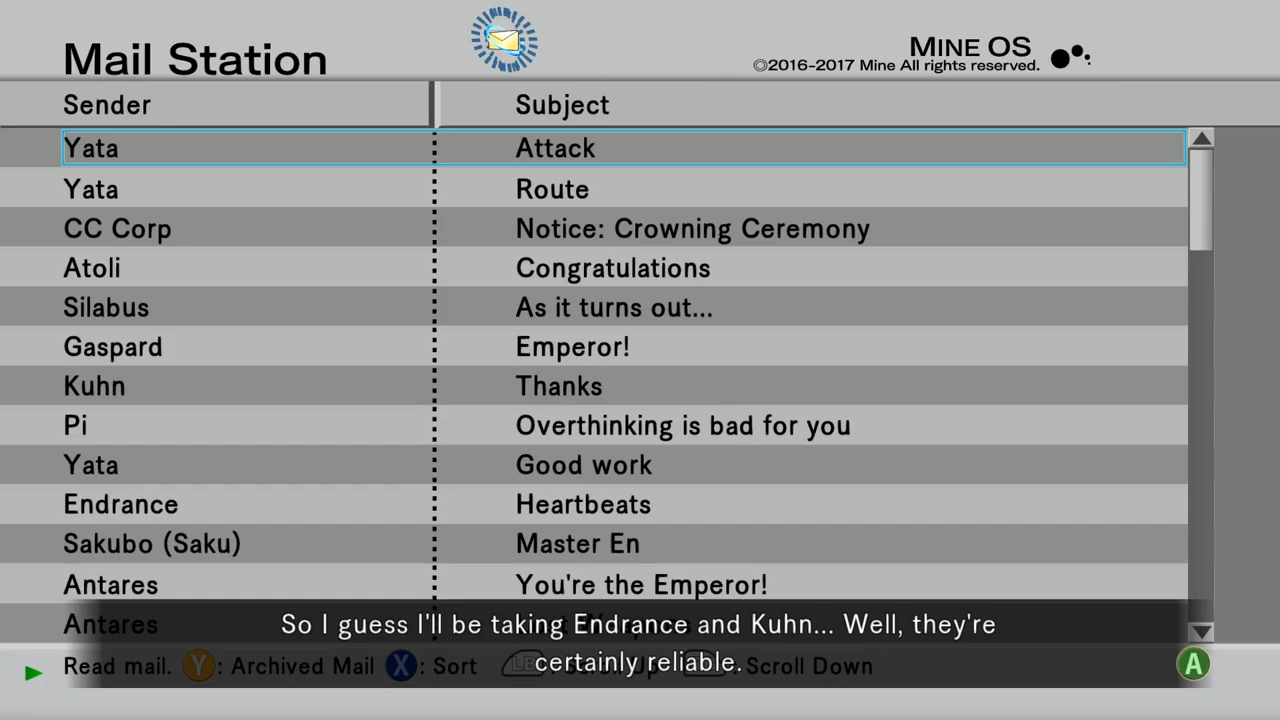 Mail Station
MINE OS
©2016-2017 Mine All rights reserved.
Sender Subject
Yata Attack
Yata Route
CC Corp Notice: Crowning Ceremony
Atoli Congratulations
Silabus As it turns out...
Gaspard Emperor!
Kuhn Thanks
Pi Overthinking is bad for you
Yata Good work
Endrance Heartbeats
Sakubo (Saku) Master En
Antares You're the Emperor!
Antares
So I guess I'll be taking Endrance and Kuhn... Well, they're
certainly reliable.
Read mail. Y: Archived Mail X: Sort LB: Scroll Up : Scroll Down
A